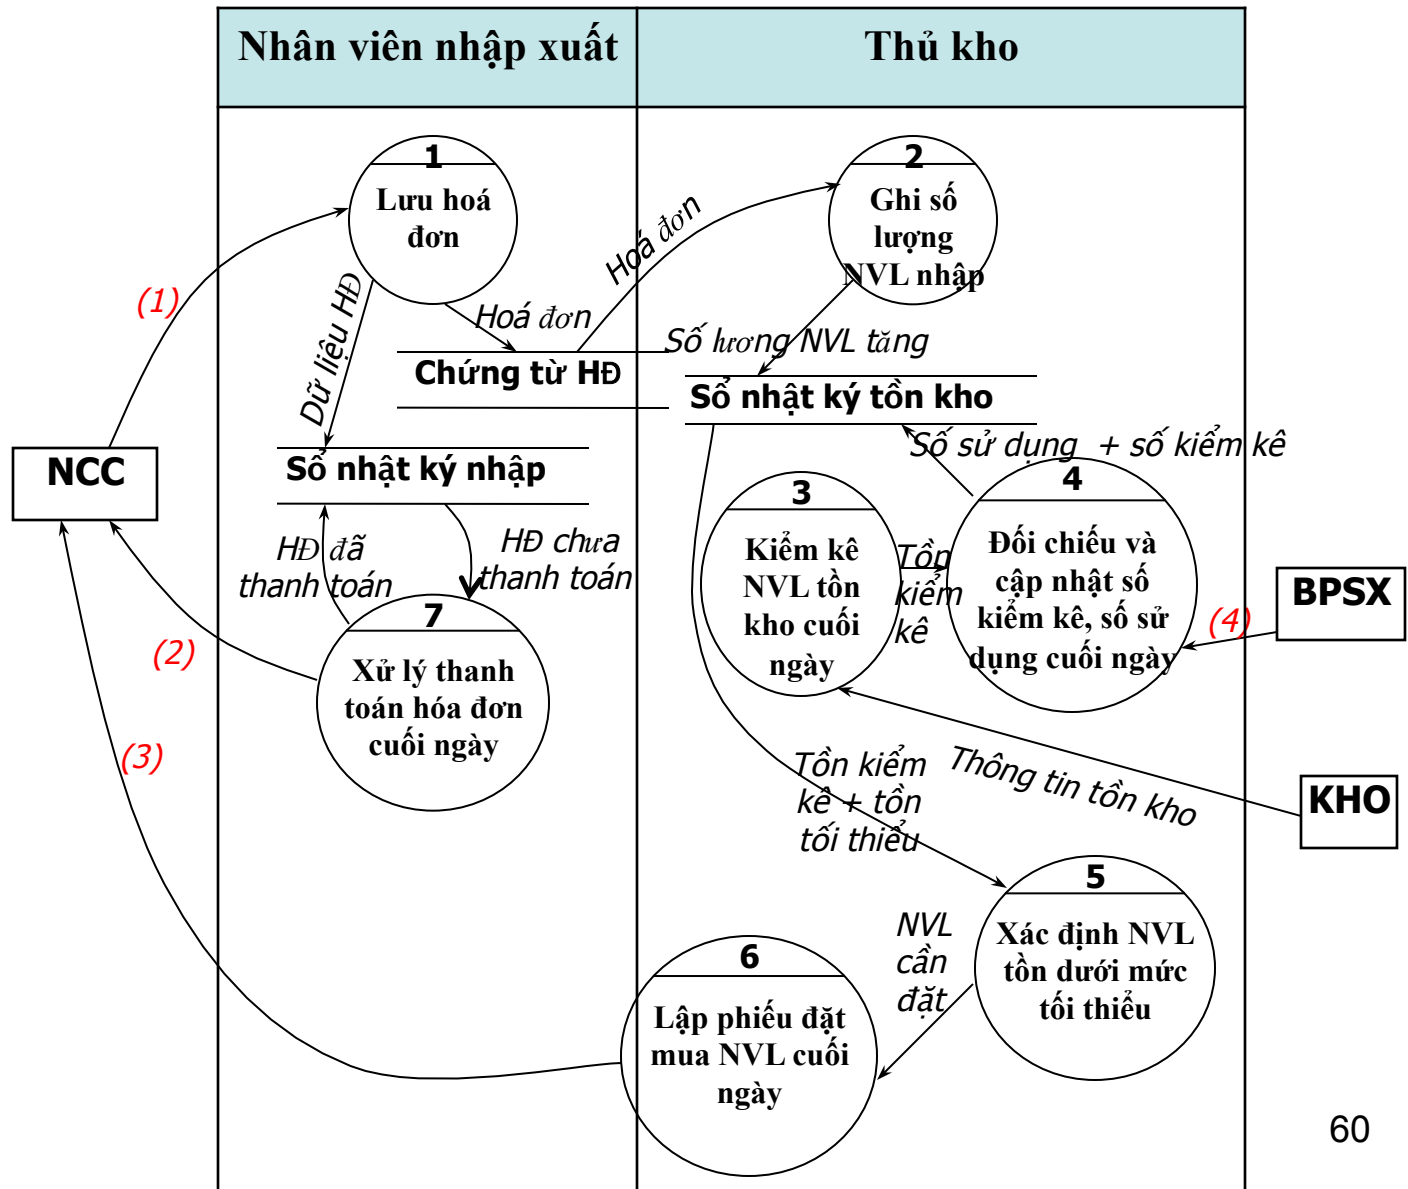 Nhân viên nhập xuất
Thủ kho
1
Lưu hoá
đơn
2
Ghi số
lượng
NVL nhập
(1)
Dữ liệu HĐ
Hoá đơn
Hoá đơn
Số hương NVL tăng
Chứng từ HĐ
Sổ nhật ký tồn kho
Số sử dụng + số kiểm kê
NCC
Sổ nhật ký nhập
HĐ đã
thanh toán
HĐ chưa
thanh toán
3
Kiểm kê
NVL tồn
kho cuối
ngày
Tồn
kiểm
kê
4
Đối chiếu và
cập nhật số
kiểm kê, số sử
dụng cuối ngày
(4)
BPSX
(2)
7
Xử lý thanh
toán hóa đơn
cuối ngày
(3)
Tồn kiểm
kê + tồn
tối thiểu
Thông tin tồn kho
KHO
5
Xác định NVL
tồn dưới mức
tối thiểu
NVL
cần
đặt
6
Lập phiếu đặt
mua NVL cuối
ngày
60